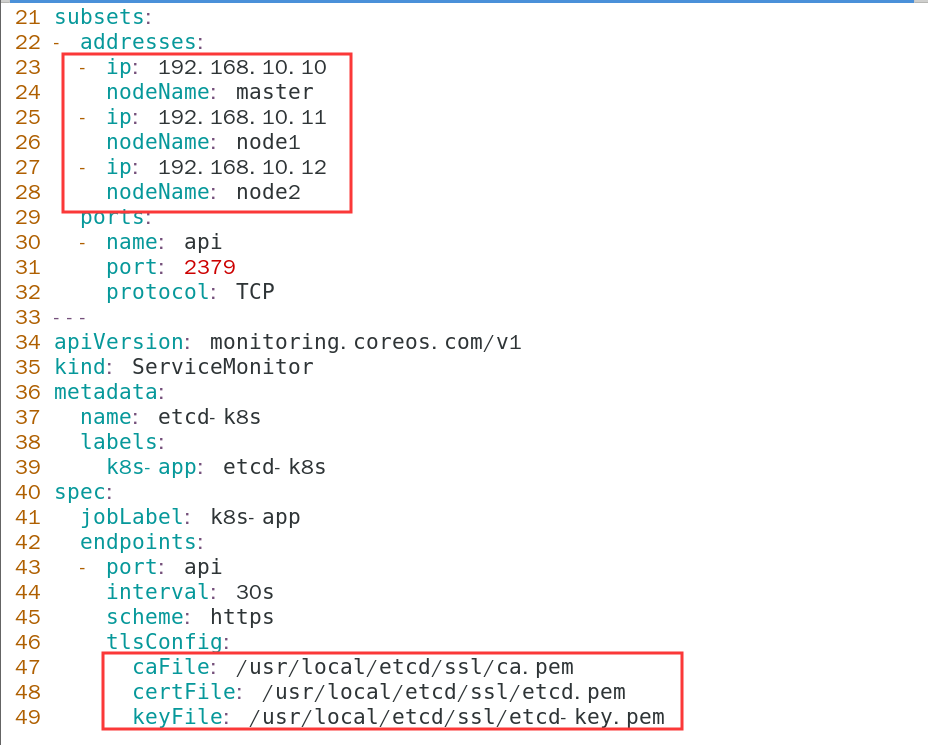 21 subsets:
22 - addresses:
23   - ip: 192.168.10.10
24     nodeName: master
25   - ip: 192.168.10.11
26     nodeName: node1
27   - ip: 192.168.10.12
28     nodeName: node2
29   ports:
30   - name: api
31     port: 2379
32     protocol: TCP
33 ---
34 apiVersion: monitoring.coreos.com/v1
35 kind: ServiceMonitor
36 metadata:
37   name: etcd-k8s
38   labels:
39     k8s-app: etcd-k8s
40 spec:
41   jobLabel: k8s-app
42   endpoints:
43   - port: api
44     interval: 30s
45     scheme: https
46     tlsConfig:
47       caFile: /usr/local/etcd/ssl/ca.pem
48       certFile: /usr/local/etcd/ssl/etcd.pem
49       keyFile: /usr/local/etcd/ssl/etcd-key.pem